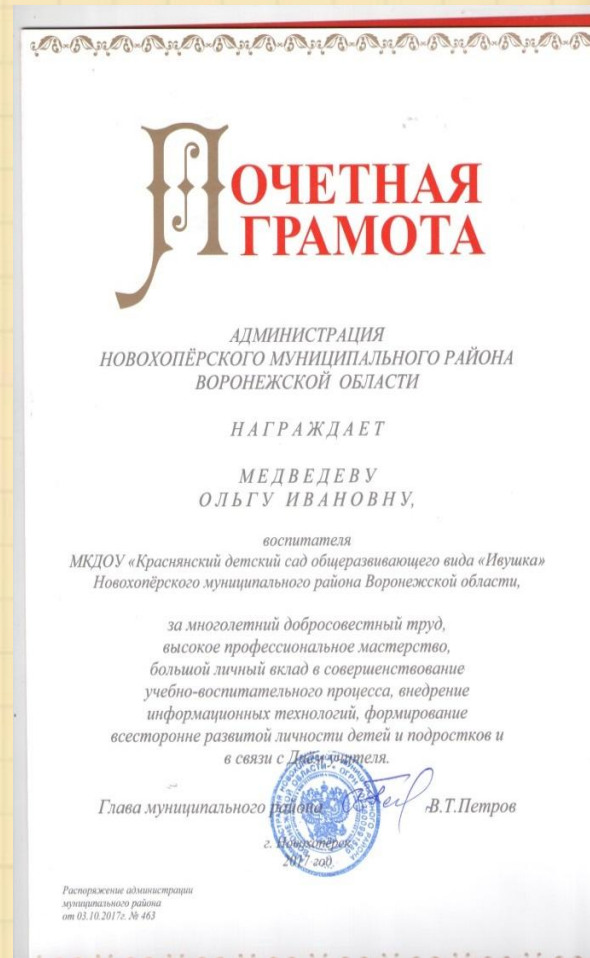 ПОЧЕТНАЯ
ГРАМОТА
АДМИНИСТРАЦИЯ
НОВОХОПЁРСКОГО МУНИЦИПАЛЬНОГО РАЙОНА
ВОРОНЕЖСКОЙ ОБЛАСТИ
НАГРАЖДАЕТ
МЕДВЕДЕВУ
ОЛЬГУ ИВАНОВНУ,
воспитателя
МКДОУ «Краснянский детский сад общеразвивающего вида «Ивушка»
Новохопёрского муниципального района Воронежской области,
за многолетний добросовестный труд,
высокое профессиональное мастерство,
большой личный вклад в совершенствование
учебно-воспитательного процесса, внедрение
информационных технологий, формирование
всесторонне развитой личности детей и подростков и
в связи с Днём учителя.
Глава муниципального района В.Т.Петров
г. Новохопёрск
2017 год
Распоряжение администрации
муниципального района
от 03.10.2017г. № 463